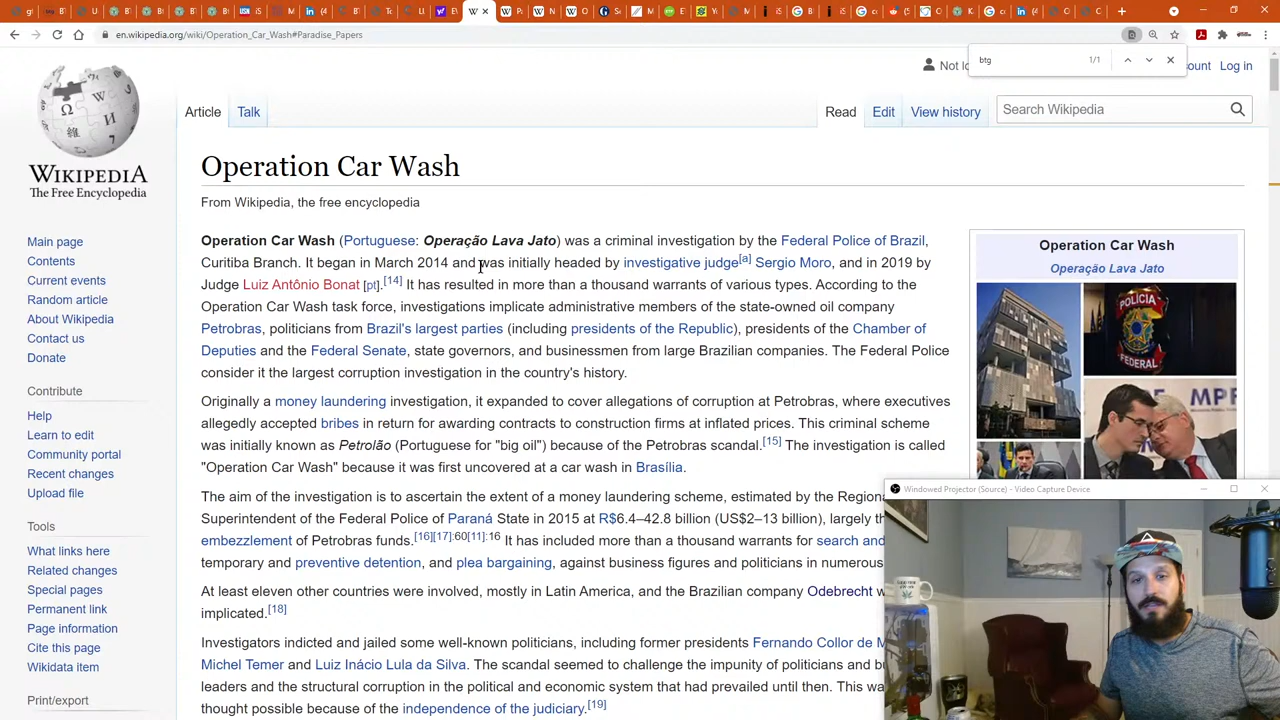 en.wikipedia.org/wiki/Operation_Car_Wash#Paradise_Papers
btg
1/1
Not lo
count
Log in
WIKIPEDIA
The Free Encyclopedia
Article
Talk
Read
Edit
View history
Search Wikipedia
Operation Car Wash
From Wikipedia, the free encyclopedia
Main page
Contents
Current events
Random article
About Wikipedia
Contact us
Donate
Contribute
Help
Learn to edit
Community portal
Recent changes
Upload file
Tools
What links here
Related changes
Special pages
Permanent link
Page information
Cite this page
Wikidata item
Print/export
Operation Car Wash (Portuguese: Operação Lava Jato) was a criminal investigation by the Federal Police of Brazil,
Curitiba Branch. It began in March 2014 and was initially headed by investigative judge[a] Sergio Moro, and in 2019 by
Judge Luiz Antônio Bonat [pt].[14] It has resulted in more than a thousand warrants of various types. According to the
Operation Car Wash task force, investigations implicate administrative members of the state-owned oil company
Petrobras, politicians from Brazil's largest parties (including presidents of the Republic), presidents of the Chamber of
Deputies and the Federal Senate, state governors, and businessmen from large Brazilian companies. The Federal Police
consider it the largest corruption investigation in the country's history.
Originally a money laundering investigation, it expanded to cover allegations of corruption at Petrobras, where executives
allegedly accepted bribes in return for awarding contracts to construction firms at inflated prices. This criminal scheme
was initially known as Petrolão (Portuguese for "big oil") because of the Petrobras scandal.[15] The investigation is called
"Operation Car Wash" because it was first uncovered at a car wash in Brasília.
The aim of the investigation is to ascertain the extent of a money laundering scheme, estimated by the Regiona
Superintendent of the Federal Police of Paraná State in 2015 at R$6.4–42.8 billion (US$2–13 billion), largely th
embezzlement of Petrobras funds.[16][17]:60[11]:16 It has included more than a thousand warrants for search and
temporary and preventive detention, and plea bargaining, against business figures and politicians in numerous
At least eleven other countries were involved, mostly in Latin America, and the Brazilian company Odebrecht w
implicated.[18]
Investigators indicted and jailed some well-known politicians, including former presidents Fernando Collor de M
Michel Temer and Luiz Inácio Lula da Silva. The scandal seemed to challenge the impunity of politicians and bu
leaders and the structural corruption in the political and economic system that had prevailed until then. This wa
thought possible because of the independence of the judiciary.[19]
Operation Car Wash
Operação Lava Jato
POLÍCIA
FEDERAL
MPF
Windowed Projector (Source) - Video Capture Device